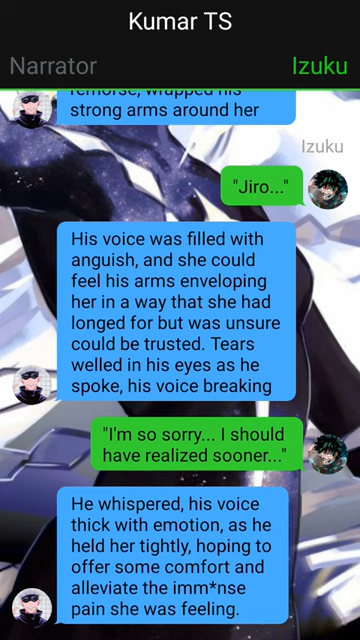 Kumar TS
Narrator
Izuku
remorse, wrapped his
strong arms around her
Izuku
"Jiro..."
His voice was filled with
anguish, and she could
feel his arms enveloping
her in a way that she had
longed for but was unsure
could be trusted. Tears
welled in his eyes as he
spoke, his voice breaking
"I'm so sorry... I should
have realized sooner..."
He whispered, his voice
thick with emotion, as he
held her tightly, hoping to
offer some comfort and
alleviate the imm*nse
pain she was feeling.